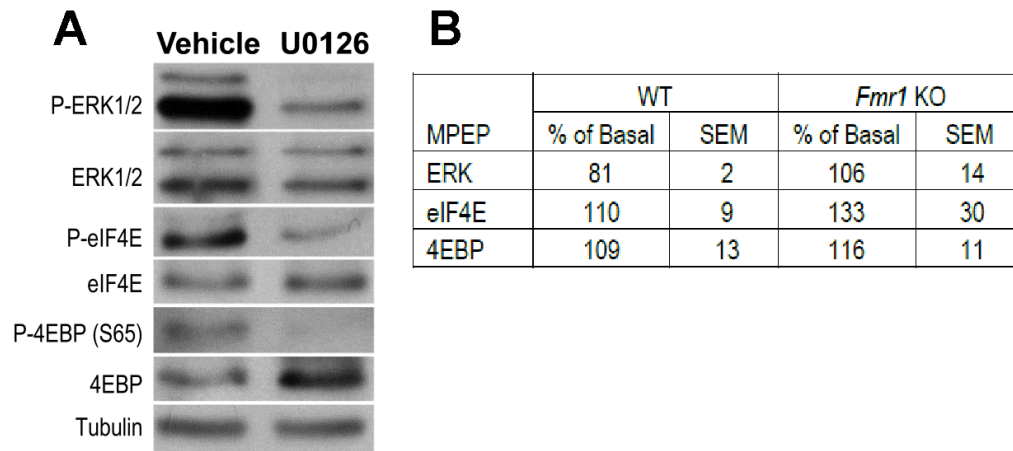 A
Vehicle U0126
P-ERK1/2
ERK1/2
P-eIF4E
eIF4E
P-4EBP (S65)
4EBP
Tubulin
B
WT Fmr1 KO
MPEP % of Basal SEM % of Basal SEM
ERK 81 2 106 14
eIF4E 110 9 133 30
4EBP 109 13 116 11